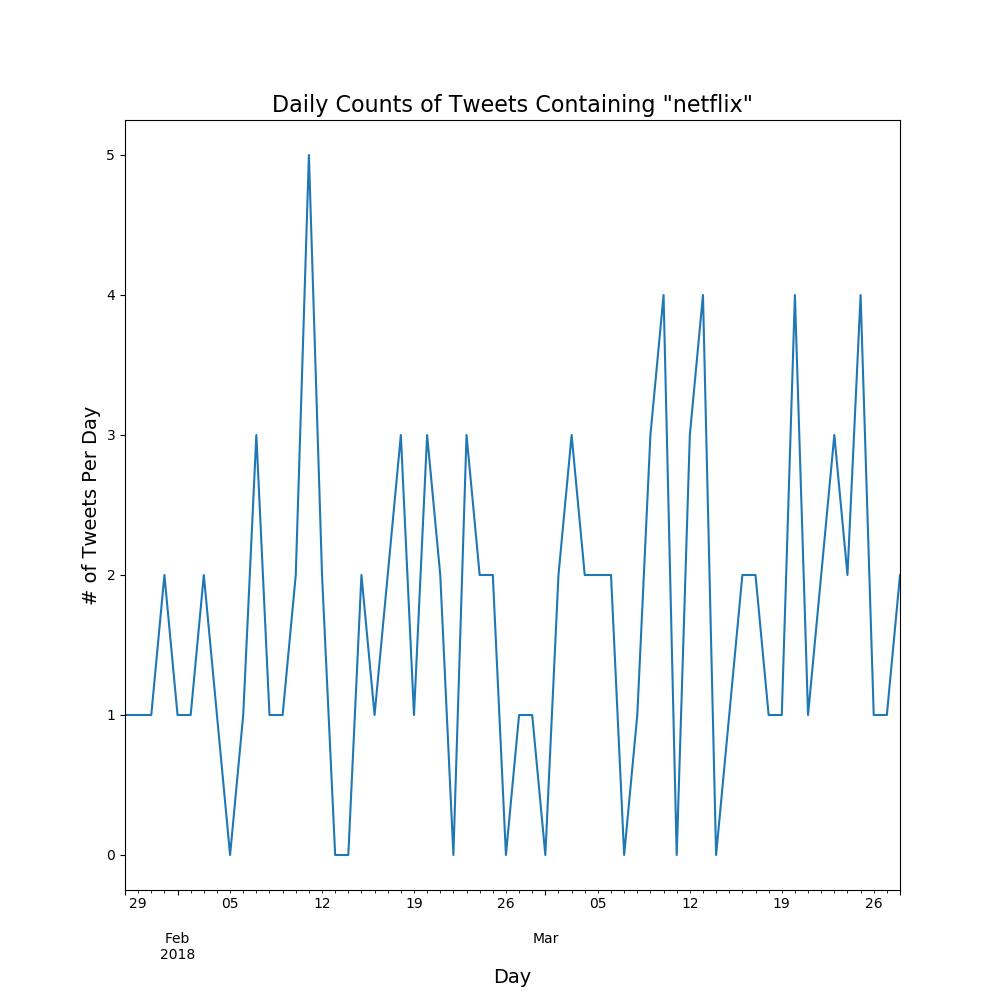 Daily Counts of Tweets Containing "netflix"
# of Tweets Per Day
5
4
3
2
1
0
29 05 12 19 26 05 12 19 26
Feb Mar
2018
Day